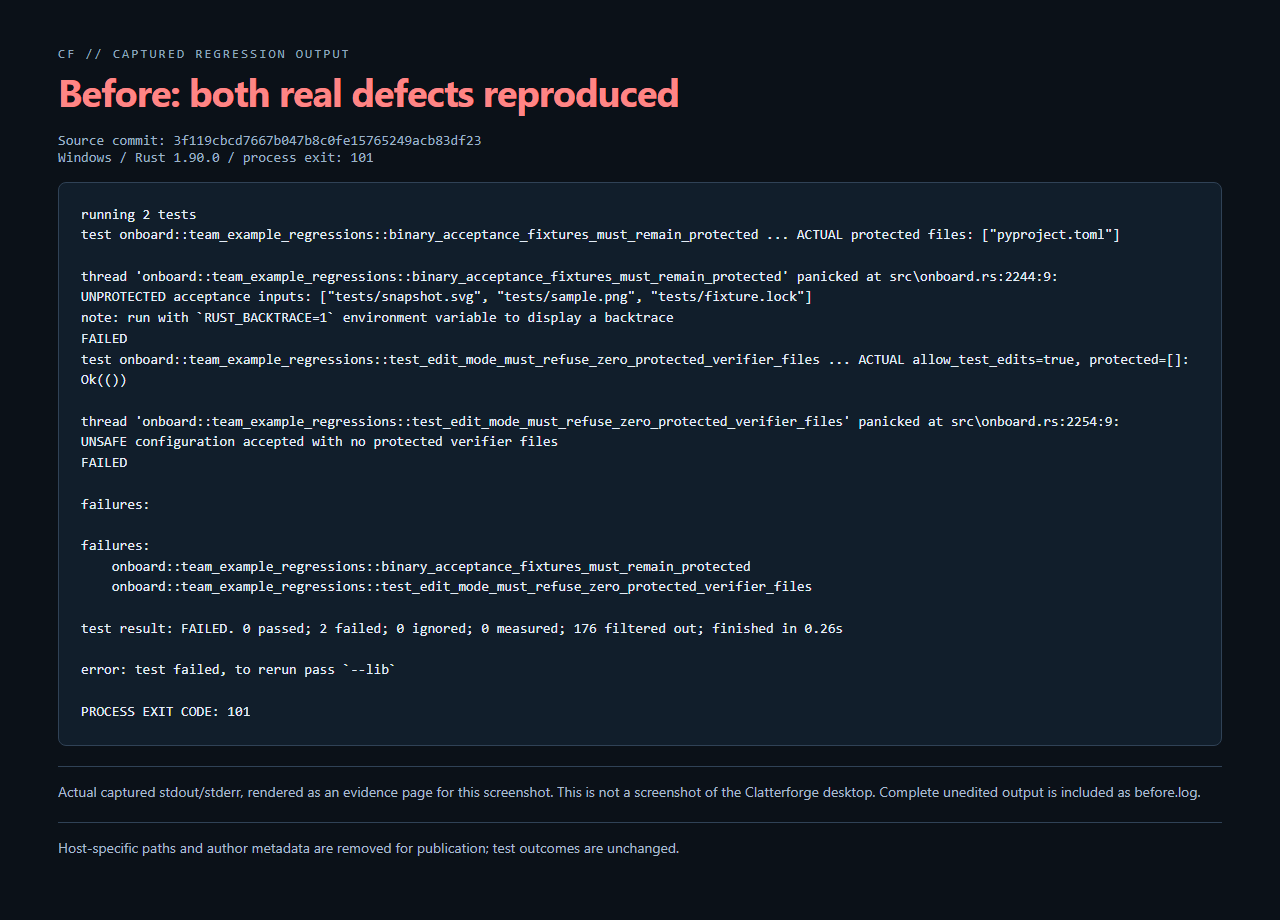 CF // CAPTURED REGRESSION OUTPUT
Before: both real defects reproduced
Source commit: 3f119cbcd7667b047b8c0fe15765249acb83df23
Windows / Rust 1.90.0 / process exit: 101
running 2 tests
test onboard::team_example_regressions::binary_acceptance_fixtures_must_remain_protected ... ACTUAL protected files: ["pyproject.toml"]
thread 'onboard::team_example_regressions::binary_acceptance_fixtures_must_remain_protected' panicked at src\onboard.rs:2244:9:
UNPROTECTED acceptance inputs: ["tests/snapshot.svg", "tests/sample.png", "tests/fixture.lock"]
note: run with `RUST_BACKTRACE=1` environment variable to display a backtrace
FAILED
test onboard::team_example_regressions::test_edit_mode_must_refuse_zero_protected_verifier_files ... ACTUAL allow_test_edits=true, protected=[]:
Ok(())
thread 'onboard::team_example_regressions::test_edit_mode_must_refuse_zero_protected_verifier_files' panicked at src\onboard.rs:2254:9:
UNSAFE configuration accepted with no protected verifier files
FAILED
failures:
failures:
    onboard::team_example_regressions::binary_acceptance_fixtures_must_remain_protected
    onboard::team_example_regressions::test_edit_mode_must_refuse_zero_protected_verifier_files
test result: FAILED. 0 passed; 2 failed; 0 ignored; 0 measured; 176 filtered out; finished in 0.26s
error: test failed, to rerun pass `--lib`
PROCESS EXIT CODE: 101
Actual captured stdout/stderr, rendered as an evidence page for this screenshot. This is not a screenshot of the Clatterforge desktop. Complete unedited output is included as before.log.
Host-specific paths and author metadata are removed for publication; test outcomes are unchanged.